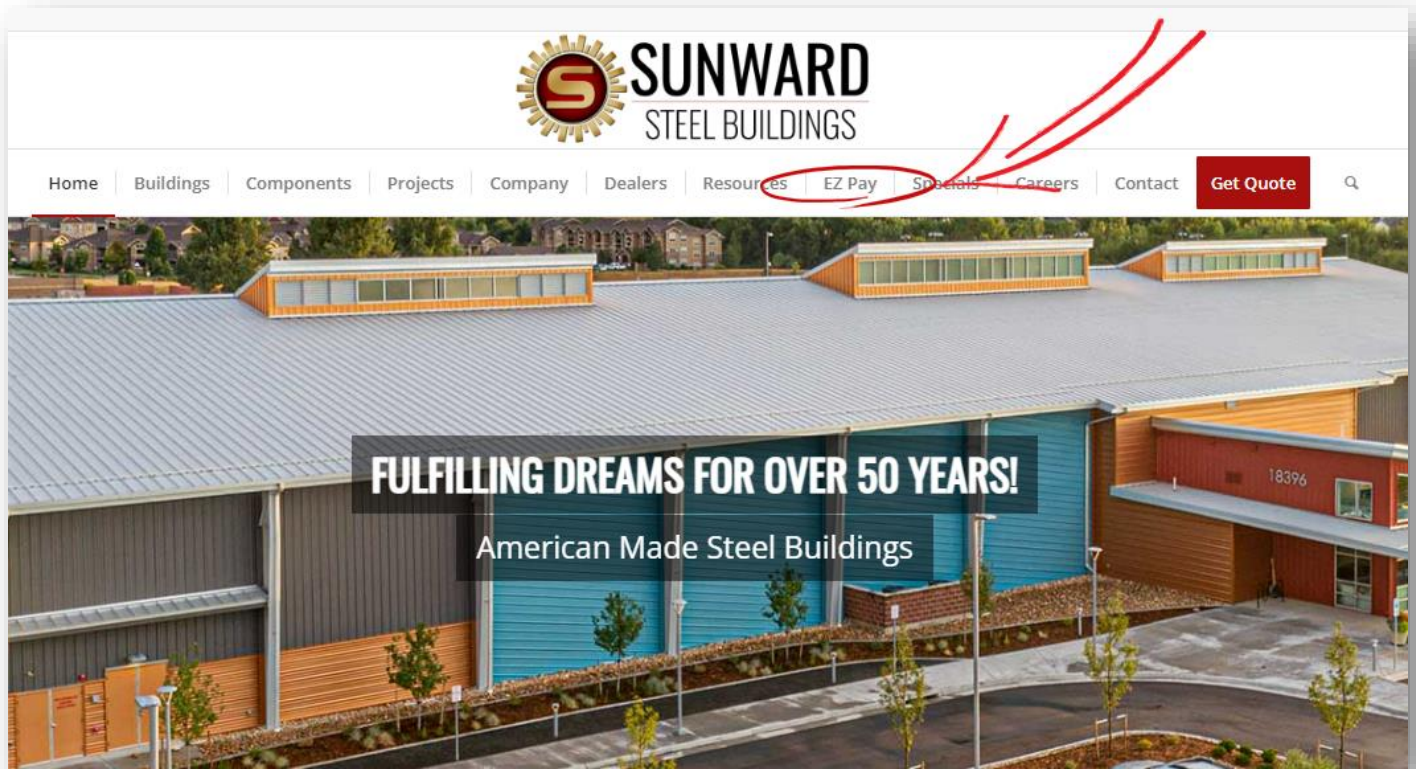 S
SUNWARD
STEEL BUILDINGS
Home Buildings Components Projects Company Dealers Resources EZ Pay Specials Careers Contact Get Quote
18396
FULFILLING DREAMS FOR OVER 50 YEARS!
American Made Steel Buildings